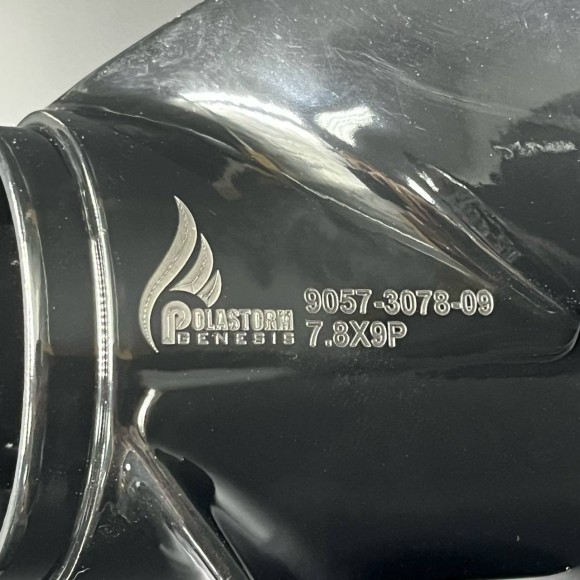 POLASTORM
GENESIS
9057-3078-09
7.8X9P